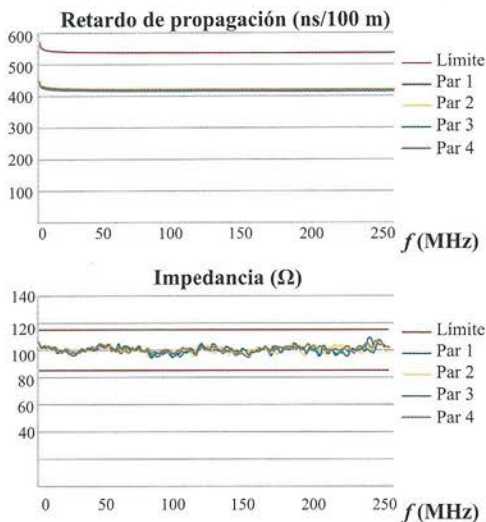 Retardo de propagación (ns/100 m)
600
500
400
300
200
100
0 50 100 150 200 250
f (MHz)
Límite
Par 1
Par 2
Par 3
Par 4
Impedancia (Ω)
140
120
100
80
60
40
0 50 100 150 200 250
f (MHz)
Límite
Par 1
Par 2
Par 3
Par 4